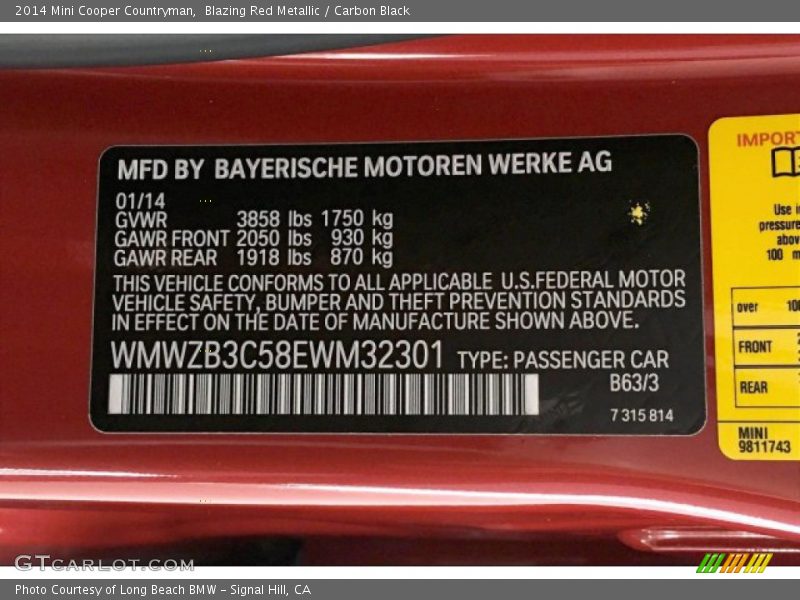 2014 Mini Cooper Countryman,  Blazing Red Metallic / Carbon Black
MFD BY BAYERISCHE MOTOREN WERKE AG
01/14
GVWR 3858 lbs 1750 kg
GAWR FRONT 2050 lbs 930 kg
GAWR REAR 1918 lbs 870 kg
THIS VEHICLE CONFORMS TO ALL APPLICABLE U.S.FEDERAL MOTOR
VEHICLE SAFETY, BUMPER AND THEFT PREVENTION STANDARDS
IN EFFECT ON THE DATE OF MANUFACTURE SHOWN ABOVE.
WMWZB3C58EWM32301 TYPE: PASSENGER CAR
B63/3
7 315 814
Use
pressure
above
100
over
FRONT
REAR
MINI
9811743
GTCARLOT.COM
Photo Courtesy of Long Beach BMW - Signal Hill, CA